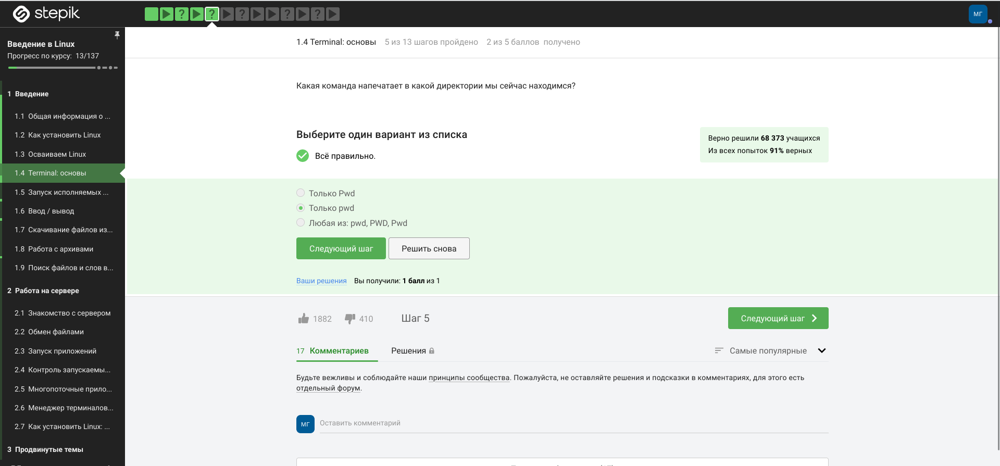 stepik
МГ
Введение в Linux
Прогресс по курсу: 13/137
1 Введение
1.1 Общая информация о ...
1.2 Как установить Linux
1.3 Осваиваем Linux
1.4 Terminal: основы
1.5 Запуск исполняемых ...
1.6 Ввод / вывод
1.7 Скачивание файлов из...
1.8 Работа с архивами
1.9 Поиск файлов и слов в...
2 Работа на сервере
2.1 Знакомство с сервером
2.2 Обмен файлами
2.3 Запуск приложений
2.4 Контроль запускаемы...
2.5 Многопоточные прило...
2.6 Менеджер терминалов...
2.7 Как установить Linux: ...
3 Продвинутые темы
1.4 Terminal: основы 5 из 13 шагов пройдено 2 из 5 баллов получено
Какая команда напечатает в какой директории мы сейчас находимся?
Выберите один вариант из списка
Всё правильно.
Верно решили 68 373 учащихся
Из всех попыток 91% верных
Только Pwd
Только pwd
Любая из: pwd, PWD, Pwd
Следующий шаг
Решить снова
Ваши решения Вы получили: 1 балл из 1
1882 410 Шаг 5
Следующий шаг
17 Комментариев Решения
Самые популярные
Будьте вежливы и соблюдайте наши принципы сообщества. Пожалуйста, не оставляйте решения и подсказки в комментариях, для этого есть
отдельный форум.
МГ Оставить комментарий